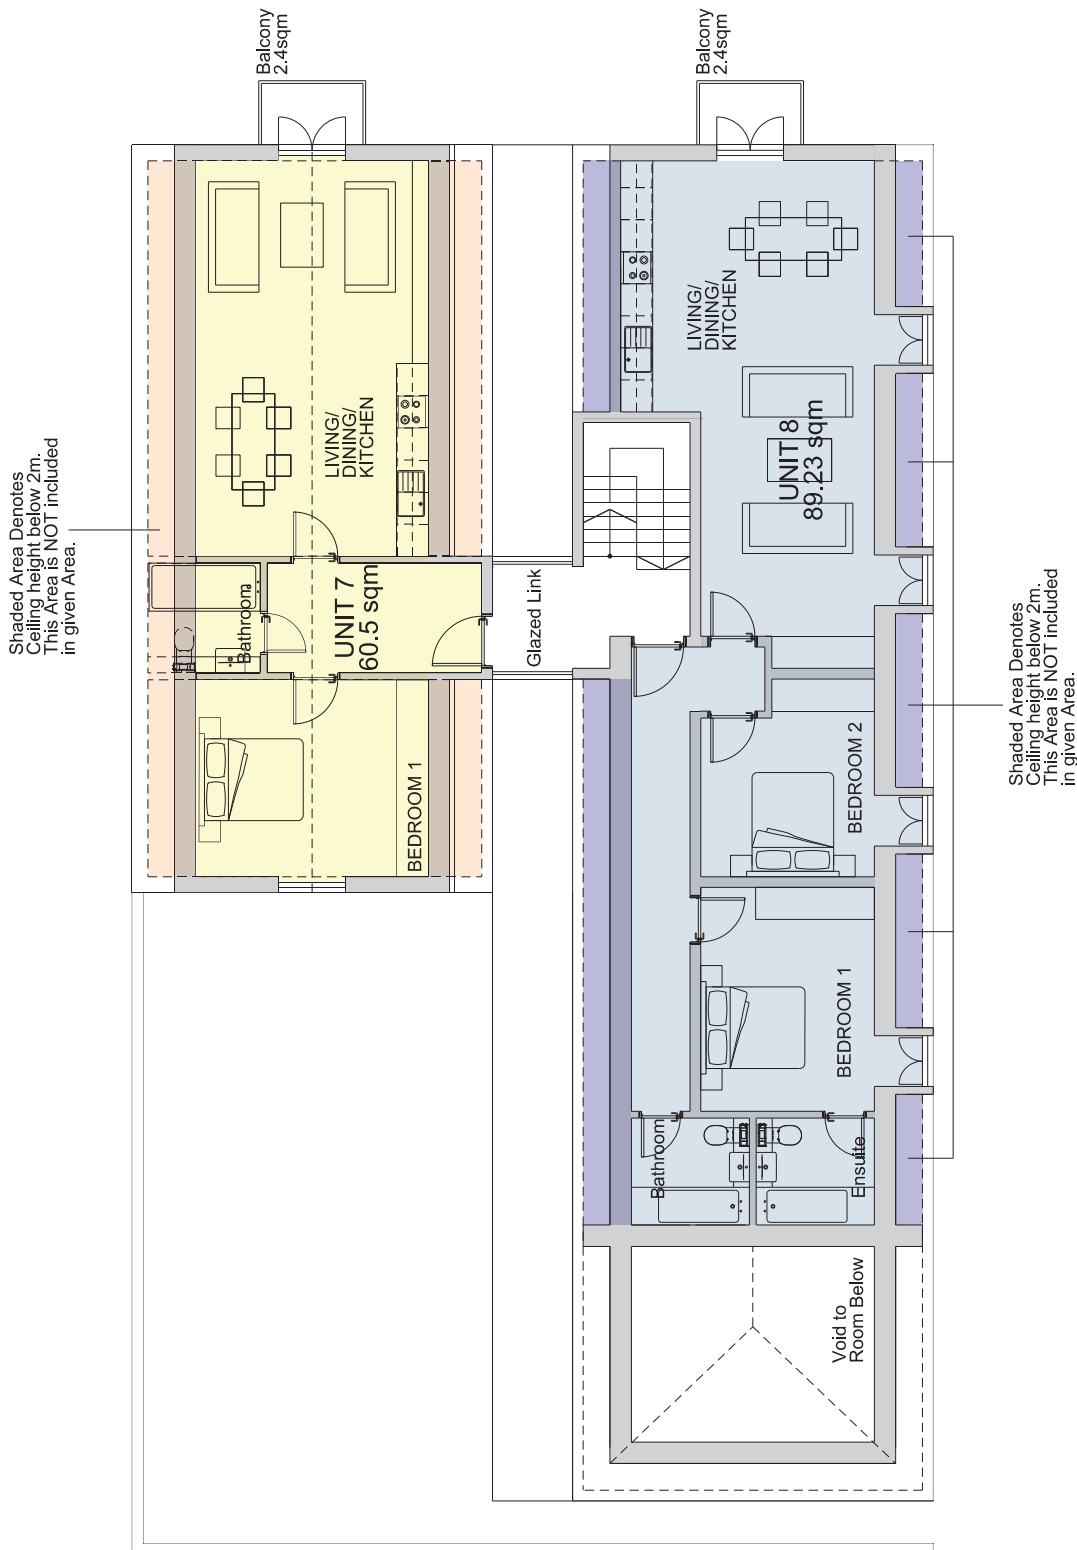 Balcony
2.4sqm
Balcony
2.4sqm
Shaded Area Denotes
Ceiling height below 2m.
This Area is NOT included
in given Area.
LIVING/
DINING/
KITCHEN
LIVING/
DINING/
KITCHEN
UNIT 8
89.23 sqm
Bathroom
UNIT 7
60.5 sqm
Glazed Link
Shaded Area Denotes
Ceiling height below 2m.
This Area is NOT included
in given Area.
BEDROOM 1
BEDROOM 2
BEDROOM 1
Bathroom
Ensuite
Void to
Room Below